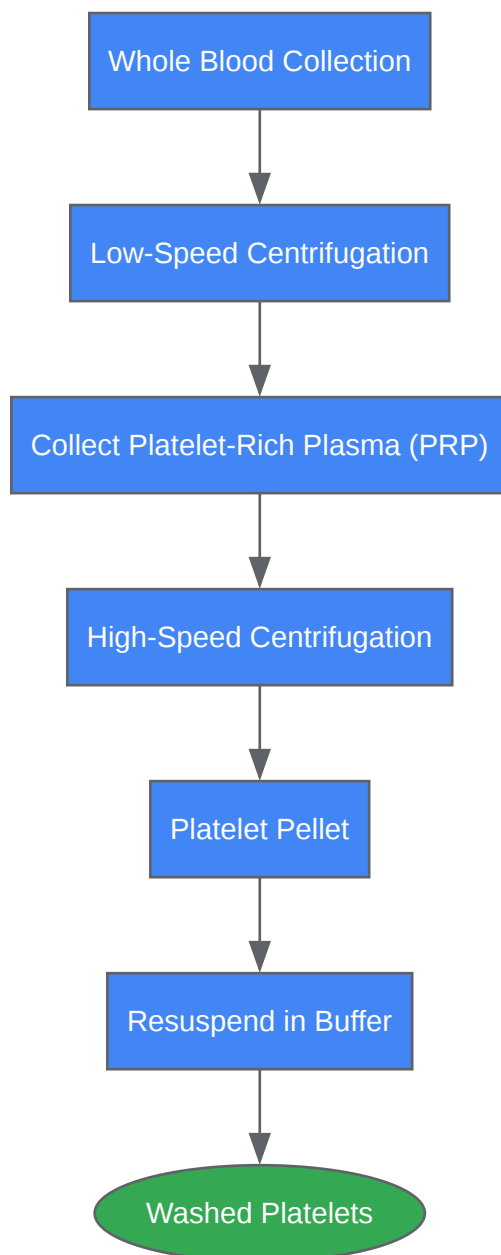 Whole Blood Collection
Low-Speed Centrifugation
Collect Platelet-Rich Plasma (PRP)
High-Speed Centrifugation
Platelet Pellet
Resuspend in Buffer
Washed Platelets